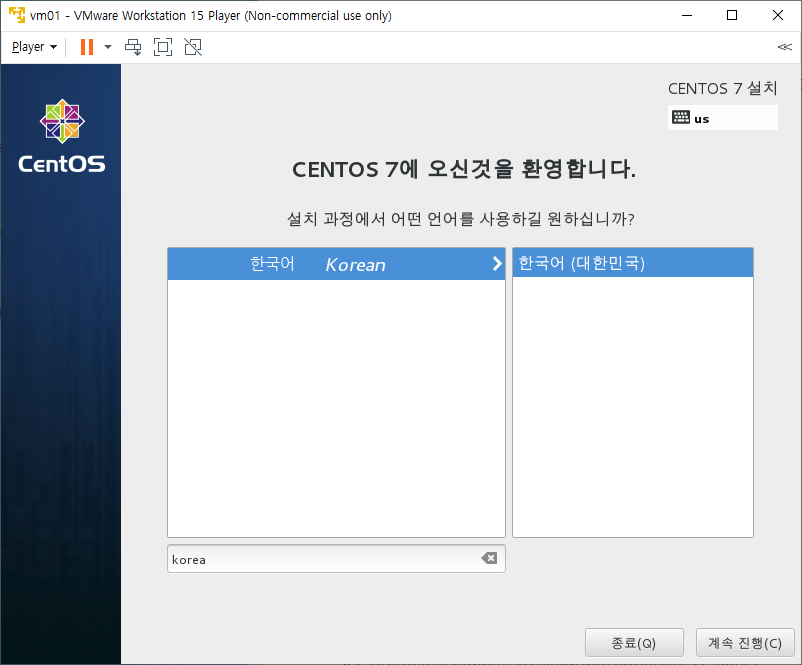 vm01 - VMware Workstation 15 Player (Non-commercial use only)
Player
CentOS
CENTOS 7 설치
us
CENTOS 7에 오신것을 환영합니다.
설치 과정에서 어떤 언어를 사용하길 원하십니까?
한국어 Korean
한국어 (대한민국)
korea
종료(Q)
계속 진행(C)